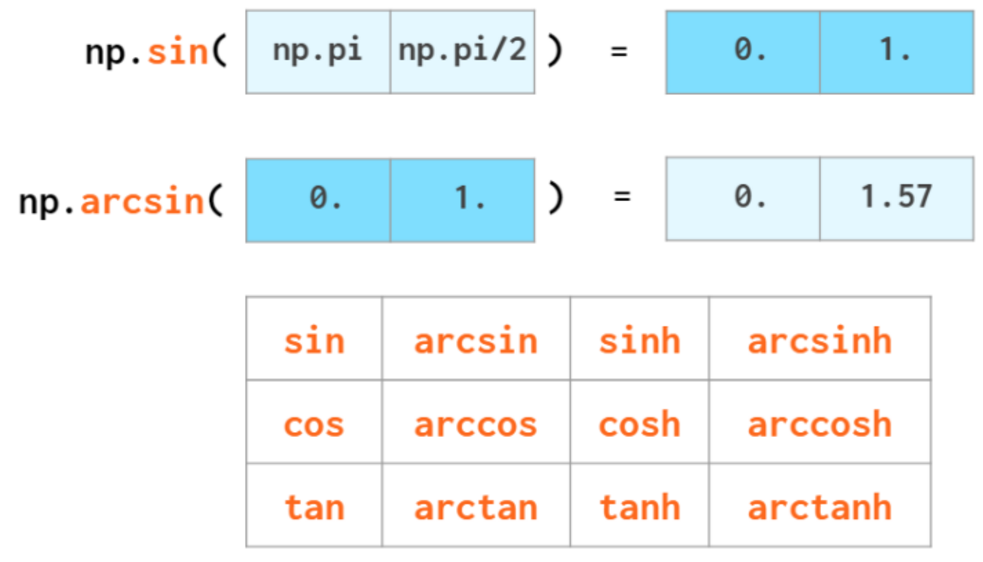 np.sin( np.pi np.pi/2 ) = 0. 1.
np.arcsin( 0. 1. ) = 0. 1.57
sin arcsin sinh arcsinh
cos arccos cosh arccosh
tan arctan tanh arctanh